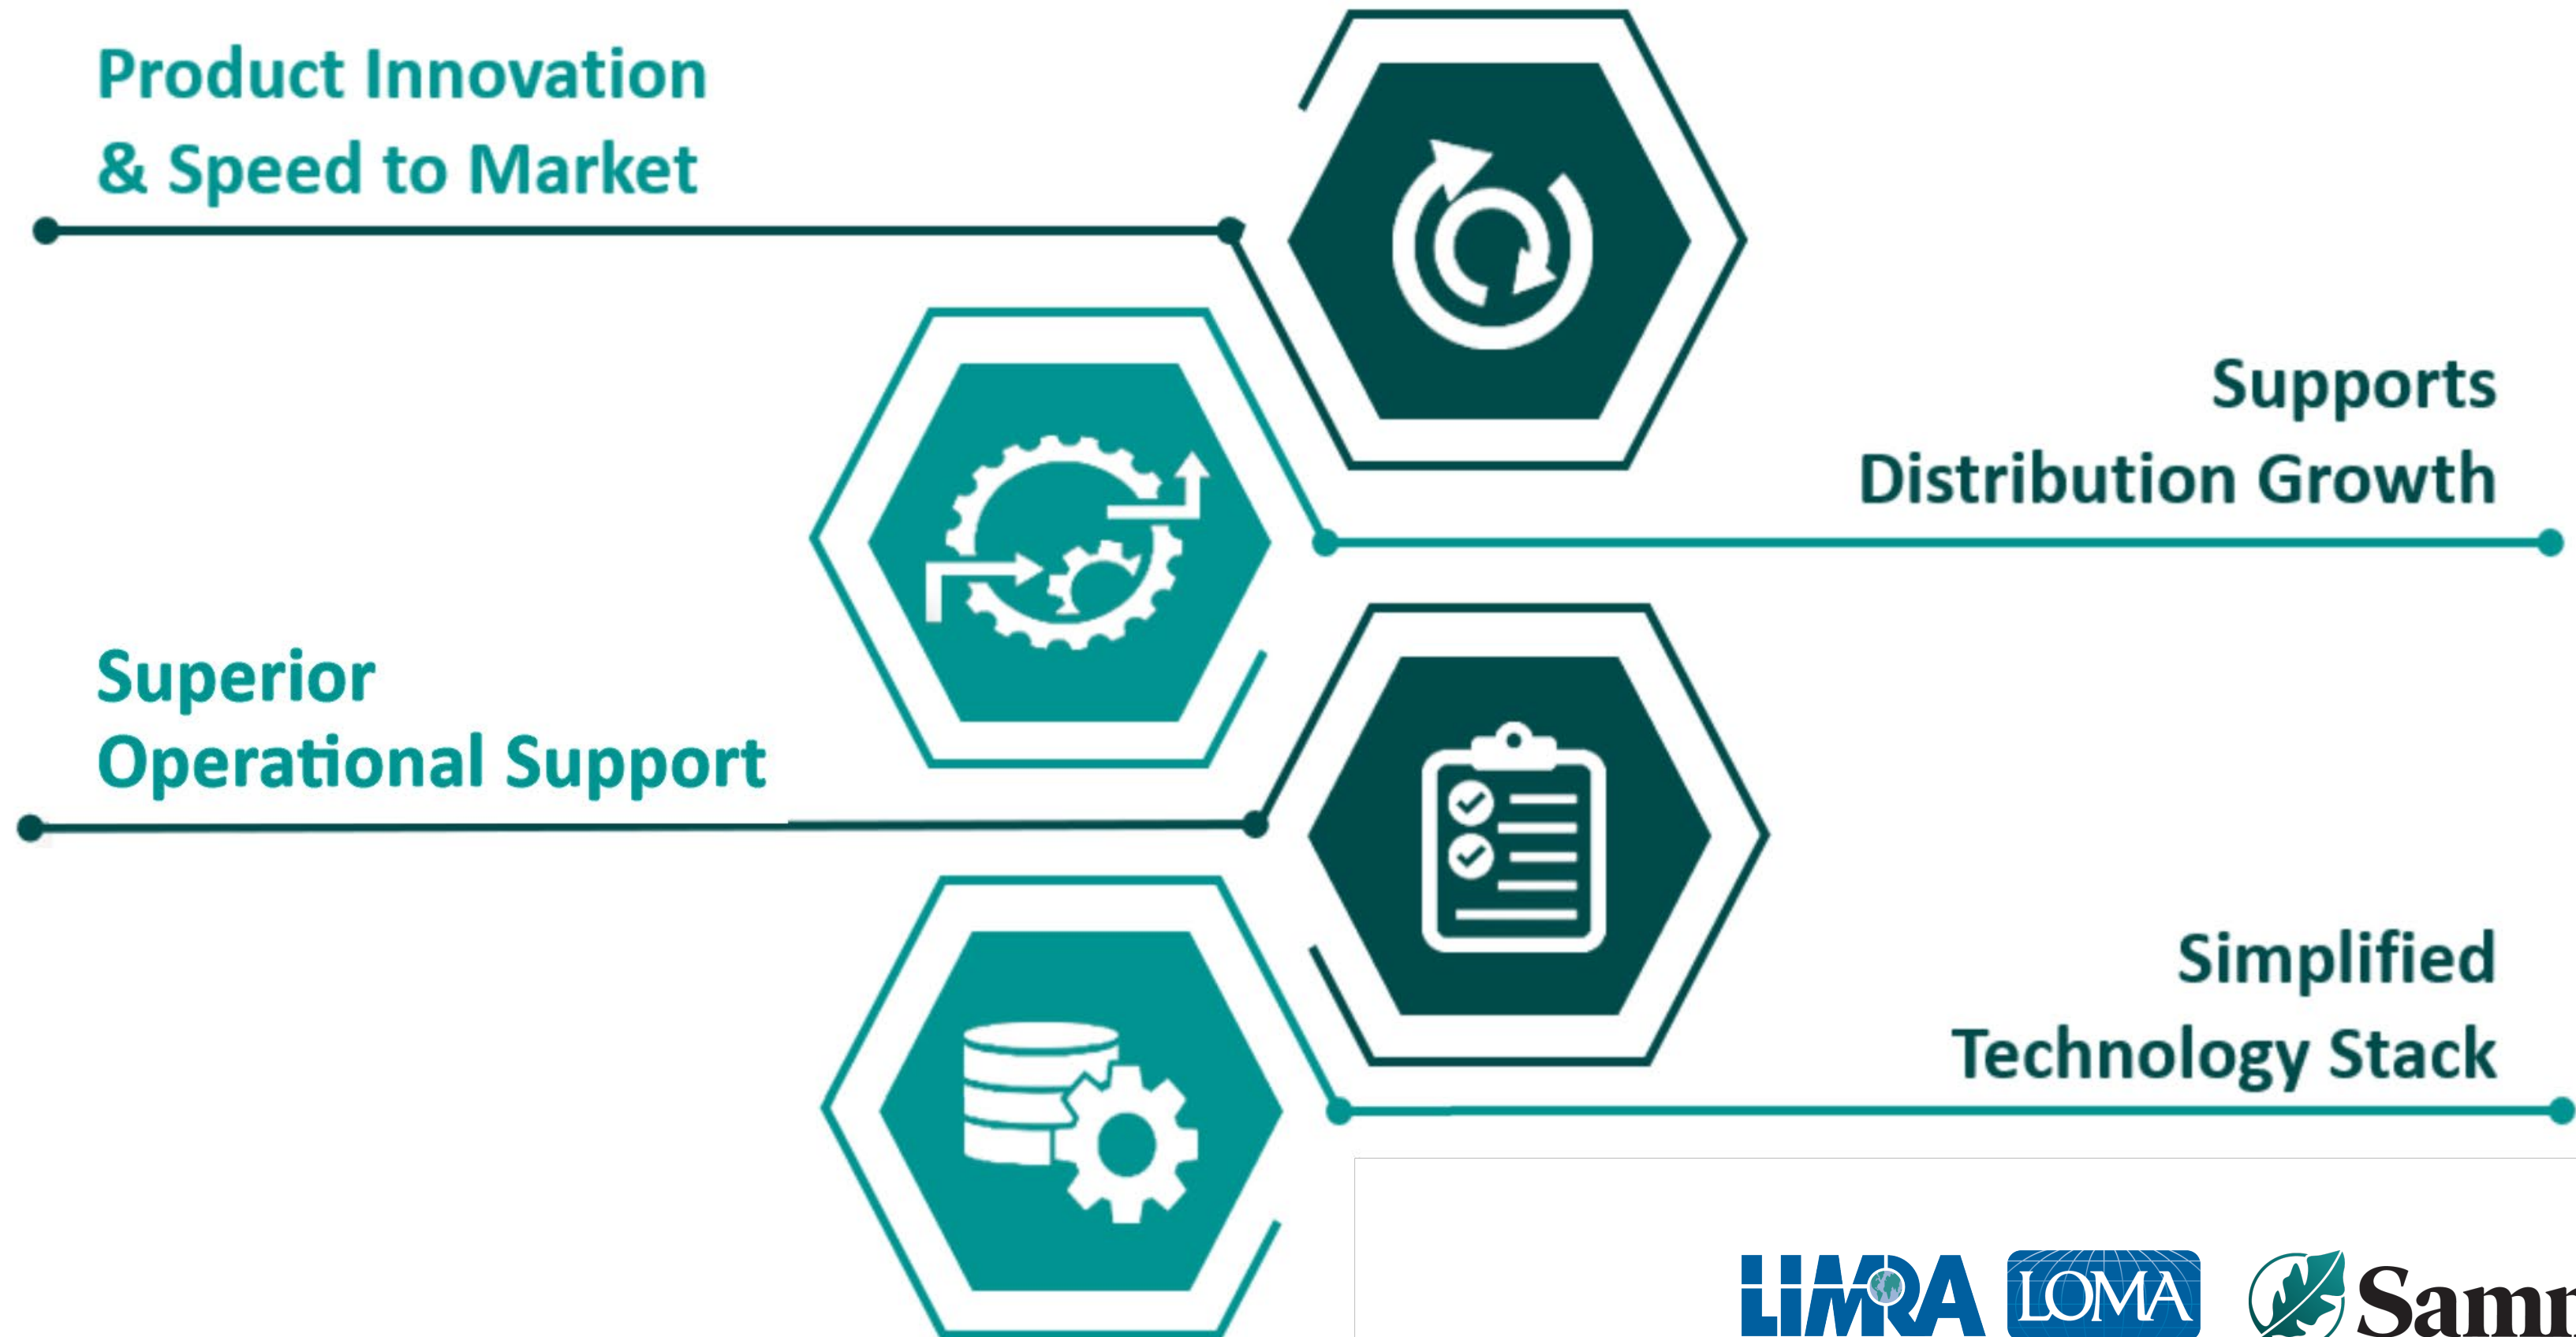 Product Innovation
& Speed to Market
Supports
Distribution Growth
Superior
Operational Support
Simplified
Technology Stack
LIMRA LOMA